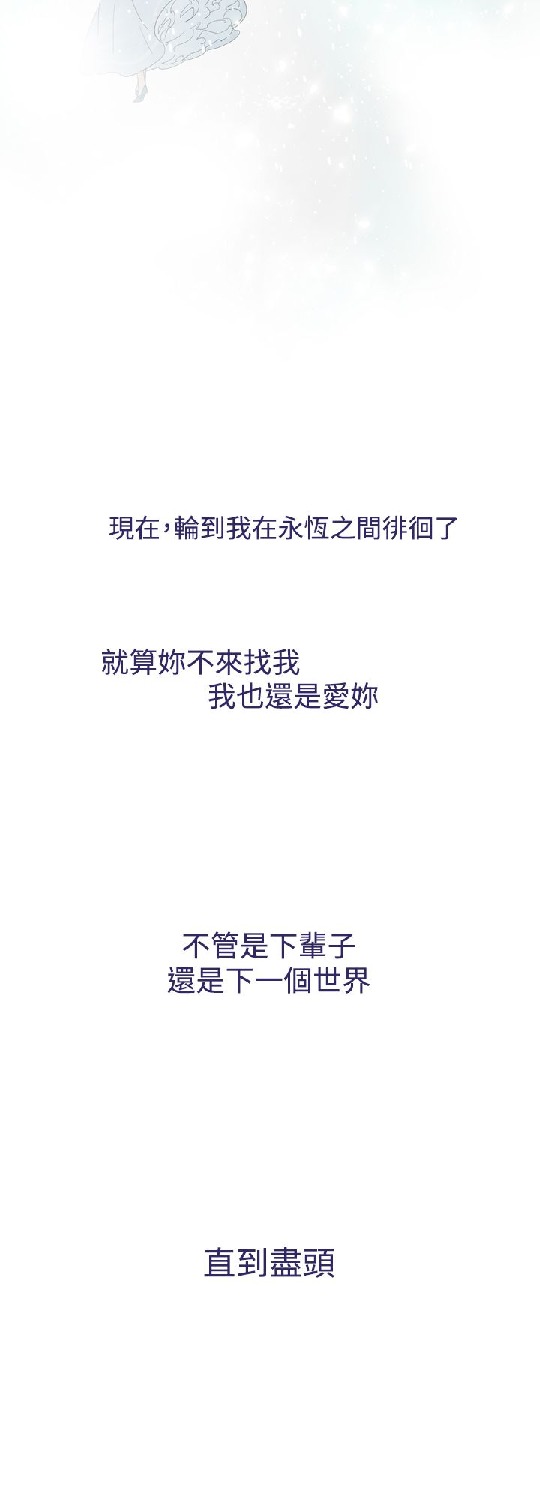 現在,輪到我在永恆之間徘徊了
就算妳不來找我
我也還是愛妳
不管是下輩子
還是下一個世界
直到盡頭